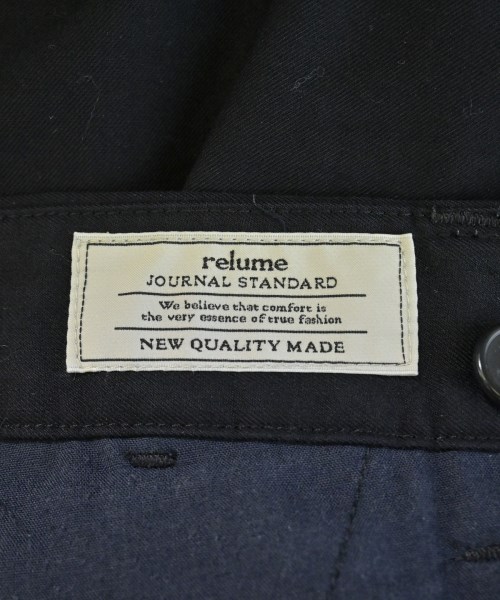 relume
JOURNAL STANDARD
We believe that comfort is
the very essence of true fashion
NEW QUALITY MADE